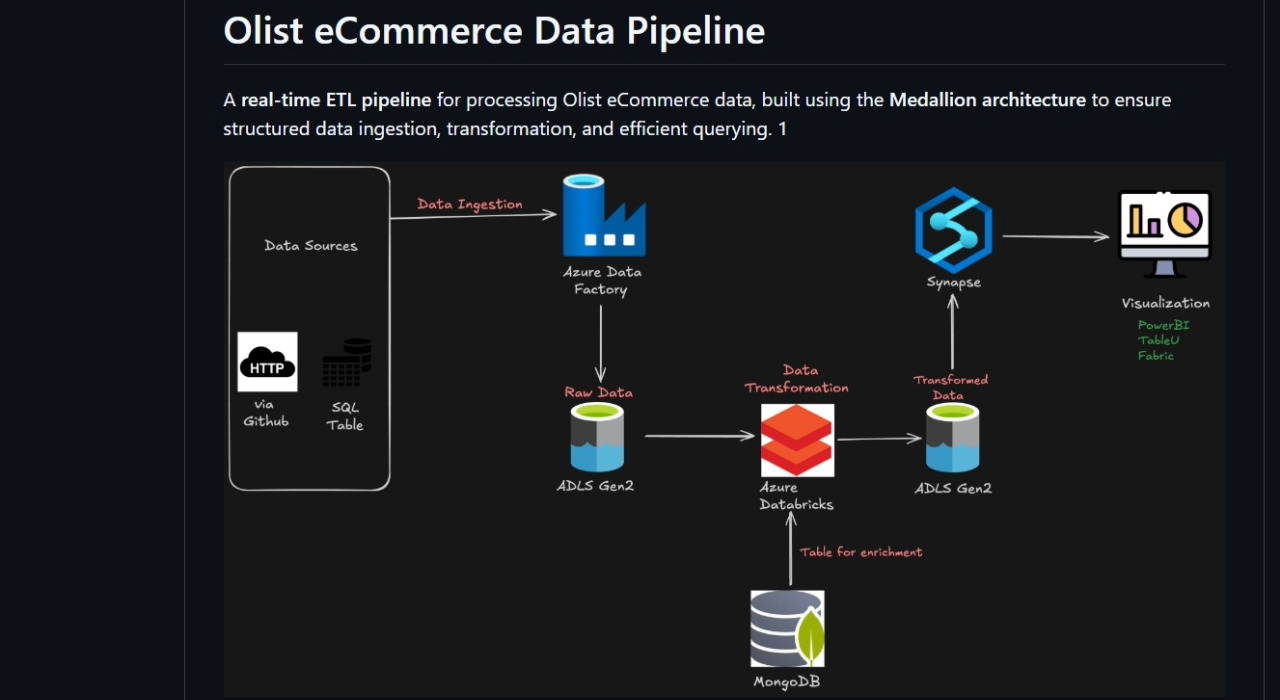 Olist eCommerce Data Pipeline
A real-time ETL pipeline for processing Olist eCommerce data, built using the Medallion architecture to ensure
structured data ingestion, transformation, and efficient querying. 1
Data Sources
HTTP
via
Github
SQL
Table
Data Ingestion
Azure Data
Factory
Raw Data
ADLS Gen2
Data
Transformation
Azure
Databricks
Table for enrichment
MongoDB
Transformed
Data
ADLS Gen2
Synapse
Visualization
PowerBI
TableU
Fabric